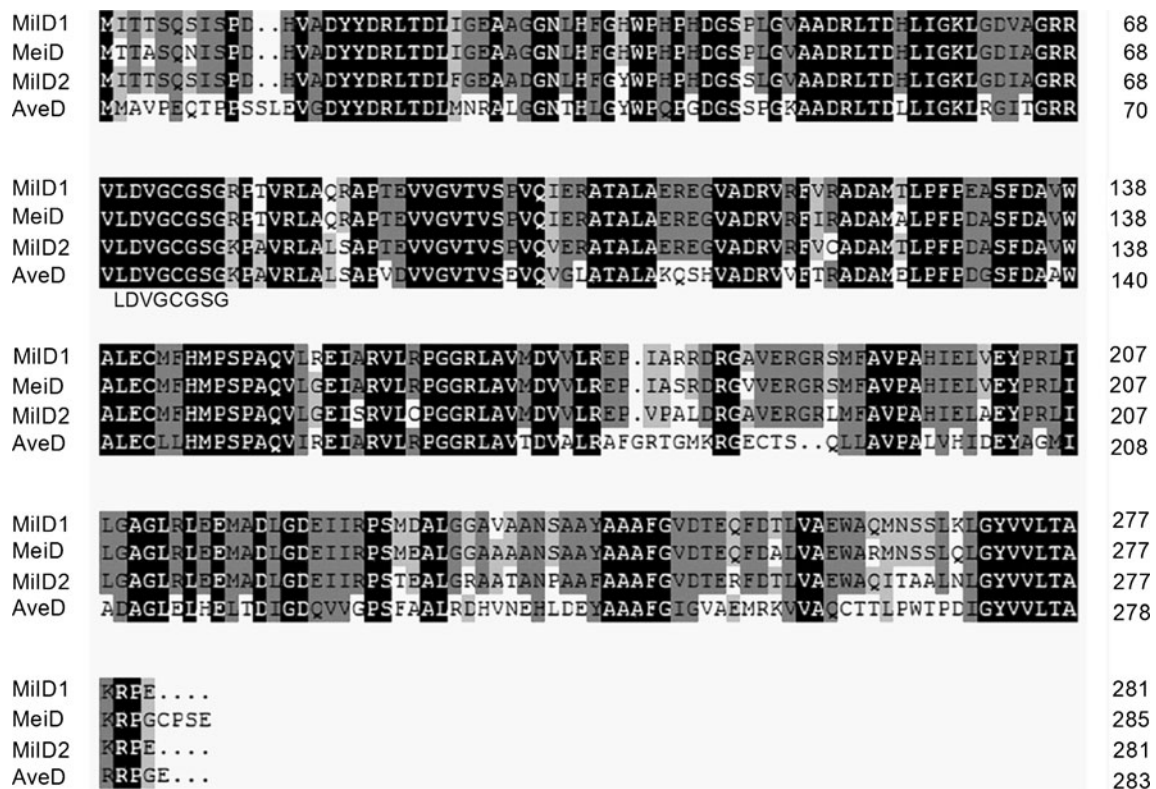 MilD1 MITTSQSISPD..HVADYYDRLTDLIGEAAGGNLHFGHWPHPHDGSPLGVAADRLTDHLIGKLGDVAGRR 68
MeiD MTTASQNISPD..HVADYYDRLTDLIGEAAGGNLHFGHWPHPHDGSPLGVAADRLTDHLIGKLGDIAGRR 68
MilD2 MITTSQSISPD..HVADYYDRLTDLFGEAADGNLHFGYWPHPHDGSSLGVAADRLTDHLIGKLGDIAGRR 68
AveD MMAVPEQTPPSSLEVGDYYDRLTDLMNRALGGNTHLGYWPQPGDGSSPGKAADRLTDLLIGKLRGITGRR 70
MilD1 VLDVGCGSGRPTVRLAQRAPTEVVGVTVSPVQIERATALAEREGVADRVRFVRADAMTLPFPEASFDAVW 138
MeiD VLDVGCGSGRPTVRLAQRAPTEVVGVTVSPVQIERATALAEREGVADRVRFIRADAMALPFPDASFDAVW 138
MilD2 VLDVGCGSGKPAVRLALSAPTEVVGVTVSPVQVERATALAEREGVADRVRFVCADAMTLPFPDASFDAVW 138
AveD VLDVGCGSGKPAVRLALSAPVDVVGVTVSEVQVGLATALAKQSHVADRVVFTRADAMELPFPDGSFDAAW 140
LDVGCGSG
MilD1 ALECMFHMPSPAQVLREIARVLRPGGRLAVMDVVLREP.IARRDRGAVERGRSMFAVPAHIELVEYPRLI 207
MeiD ALECMFHMPSPAQVLGEIARVLRPGGRLAVMDVVLREP.IASRDRGVVERGRSMFAVPAHIELVEYPRLI 207
MilD2 ALECMFHMPSPAQVLGEISRVLCPGGRLAVMDVVLREP.VPALDRGAVERGRLMFAVPAHIELAEYPRLI 207
AveD ALECLLHMPSPAQVIREIARVLRPGGRLAVTDVALRAFGRTGMKRGECTS..QLLAVPALVHIDEYAGMI 208
MilD1 LGAGLRLEEMADLGDEIIRPSMDALGGAVAANSAAYAAAFGVDTEQFDTLVAEWAQMNSSLKLGYVVLTA 277
MeiD LGAGLRLEEMADLGDEIIRPSMEALGGAAAANSAAYAAAFGVDTEQFDALVAEWARMNSSLQLGYVVLTA 277
MilD2 LGAGLRLEEMADLGDEIIRPSTEALGRAATANPAAFAAAFGVDTERFDTLVAEWAQITAALNLGYVVLTA 277
AveD ADAGLELHELTDIGDQVVGPSFAALRDHVNEHLDEYAAAFGIGVAEMRKVVAQCTTLPWTPDIGYVVLTA 278
MilD1 KRPE.... 281
MeiD KRPGCPSE 285
MilD2 KRPE.... 281
AveD RRPGE... 283